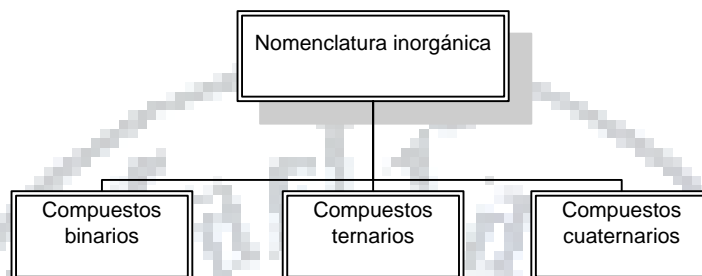 Nomenclatura inorgánica
Compuestos
binarios
Compuestos
ternarios
Compuestos
cuaternarios